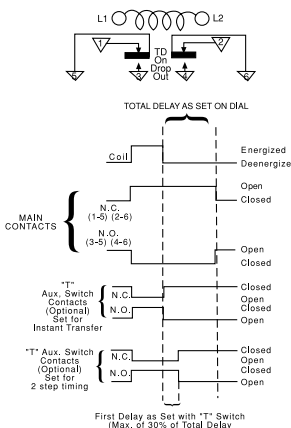 L1 L2
1 2
TD
On
Drop
Out
5 3 4 6
TOTAL DELAY AS SET ON DIAL
Coil
Energized
Deenergize
MAIN
CONTACTS
N.C.
(1-5) (2-6)
Open
Closed
N.O.
(3-5) (4-6)
Open
Closed
"T"
Aux, Switch
Contacts
(Optional)
Set for
Instant Transfer
N.C.
N.O.
Closed
Open
Closed
Open
"T" Aux. Switch
Contacts
(Optional)
Set for
2 step timing
N.C.
N.O.
Closed
Open
Closed
Open
First Delay as Set with "T" Switch
(Max. of 30% of Total Delay